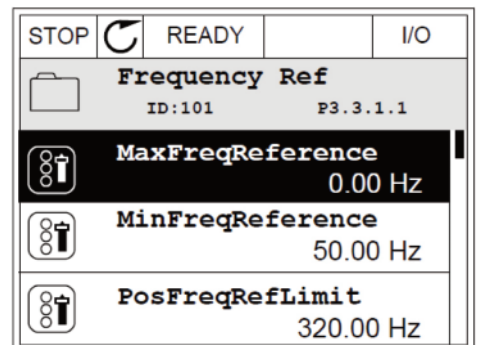 STOP READY I/O
Frequency Ref
ID:101 P3.3.1.1
MaxFreqReference
0.00 Hz
MinFreqReference
50.00 Hz
PosFreqRefLimit
320.00 Hz